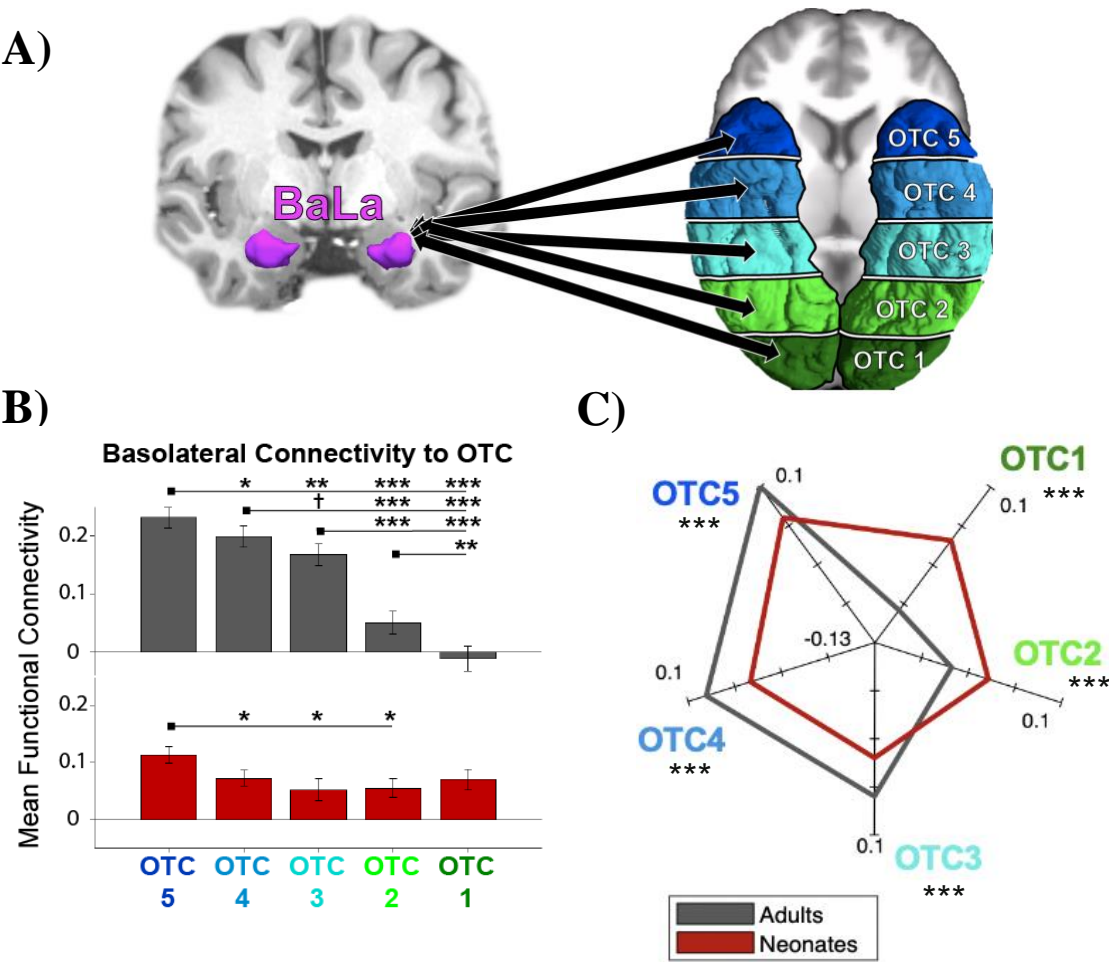 A)
BaLa
OTC 5
OTC 4
OTC 3
OTC 2
OTC 1
B)
Basolateral Connectivity to OTC
* ** *** ***
† *** ***
*** ***
**
Mean Functional Connectivity
0.2
0.1
0
0.2
* * *
0.1
0
OTC OTC OTC OTC OTC
5 4 3 2 1
C)
0.1
OTC5
***
OTC1
***
0.1
-0.13
OTC2
***
0.1
0.1
OTC4
***
0.1
OTC3
***
Adults
Neonates